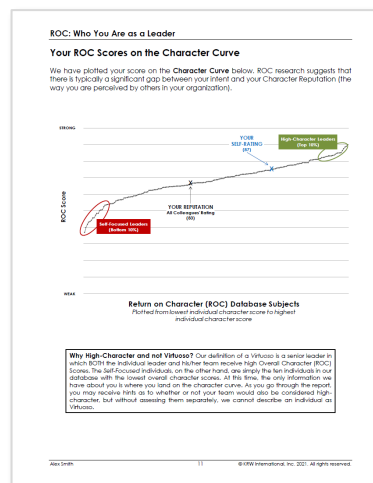 ROC: Who You Are as a Leader
Your ROC Scores on the Character Curve
We have plotted your score on the Character Curve below. ROC research suggests that
there is typically a significant gap between your intent and your Character Reputation (the
way you are perceived by others in your organization).
STRONG
YOUR
SELF-RATING
(87)
High-Character Leaders
(Top 10%)
ROC Score
YOUR REPUTATION
All Colleagues' Rating
(80)
Self-Focused Leaders
(Bottom 10%)
WEAK
Return on Character (ROC) Database Subjects
Plotted from lowest individual character score to highest
individual character score
Why High-Character and not Virtuoso? Our definition of a Virtuoso is a senior leader in
which BOTH the individual leader and his/her team receive high Overall Character (ROC)
Scores. The Self-Focused individuals, on the other hand, are simply the ten individuals in our
database with the lowest overall character scores. At this time, the only information we
have about you is where you land on the character curve. As you go through the report,
you may receive hints as to whether or not your team would also be considered high-
character, but without assessing them separately, we cannot describe an individual as
Virtuoso.
Alex Smith
11
© KRW International, Inc. 2021. All rights reserved.